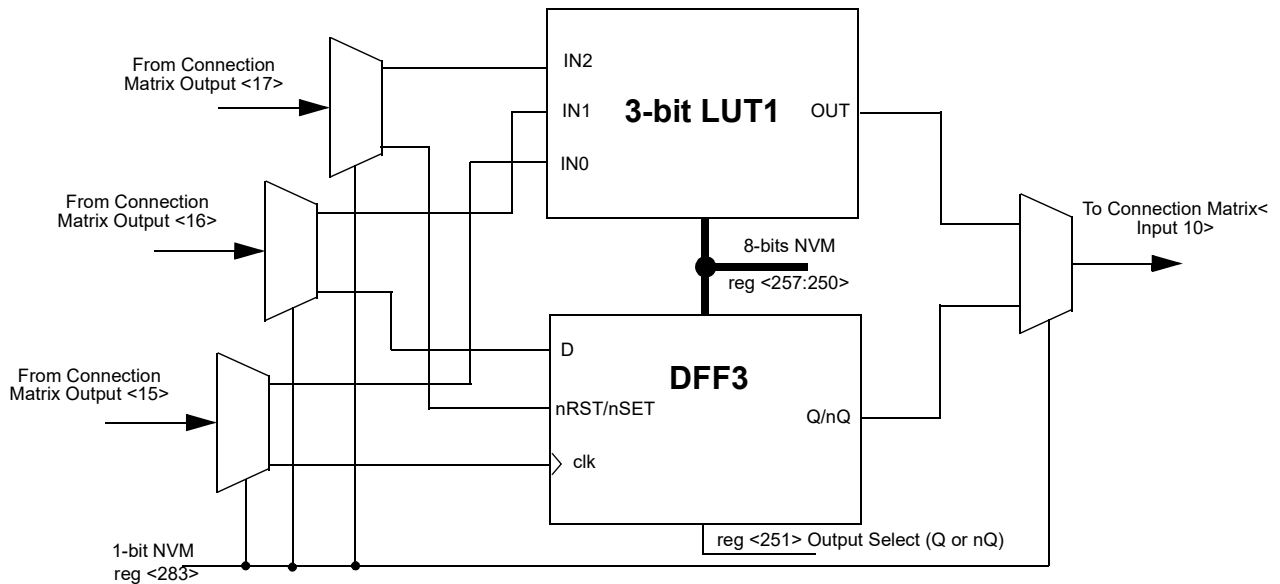 From Connection
Matrix Output <17>
IN2
IN1
IN0
3-bit LUT1
OUT
From Connection
Matrix Output <16>
To Connection Matrix<
Input 10>
8-bits NVM
reg <257:250>
From Connection
Matrix Output <15>
D
DFF3
nRST/nSET
Q/nQ
clk
reg <251> Output Select (Q or nQ)
1-bit NVM
reg <283>